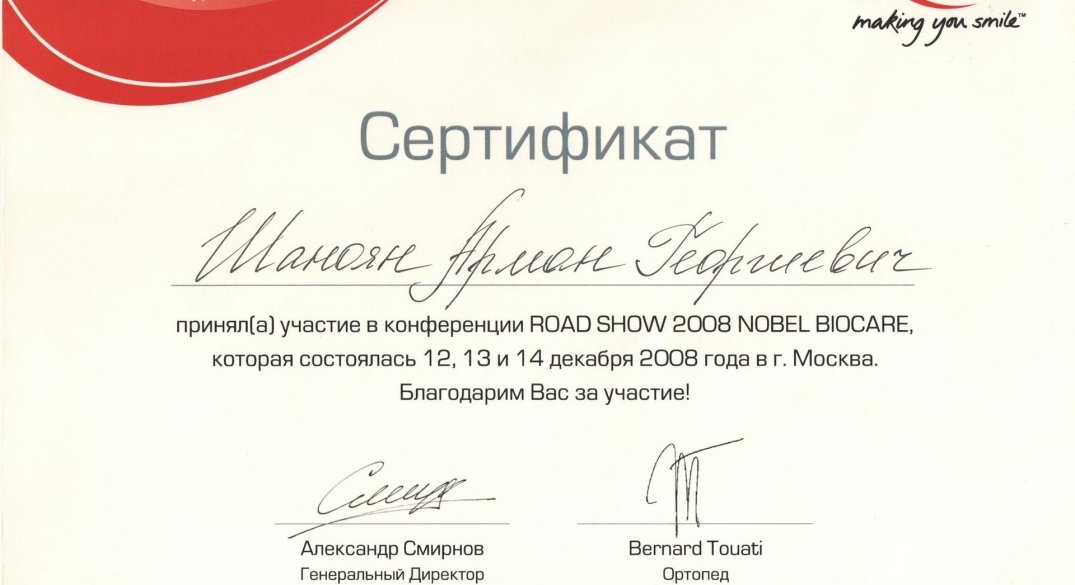 making you smile™
Сертификат
Шаноян Арман Георгиевич
принял(а) участие в конференции ROAD SHOW 2008 NOBEL BIOCARE,
которая состоялась 12, 13 и 14 декабря 2008 года в г. Москва.
Благодарим Вас за участие!
Александр Смирнов Bernard Touati
Генеральный Директор Ортопед